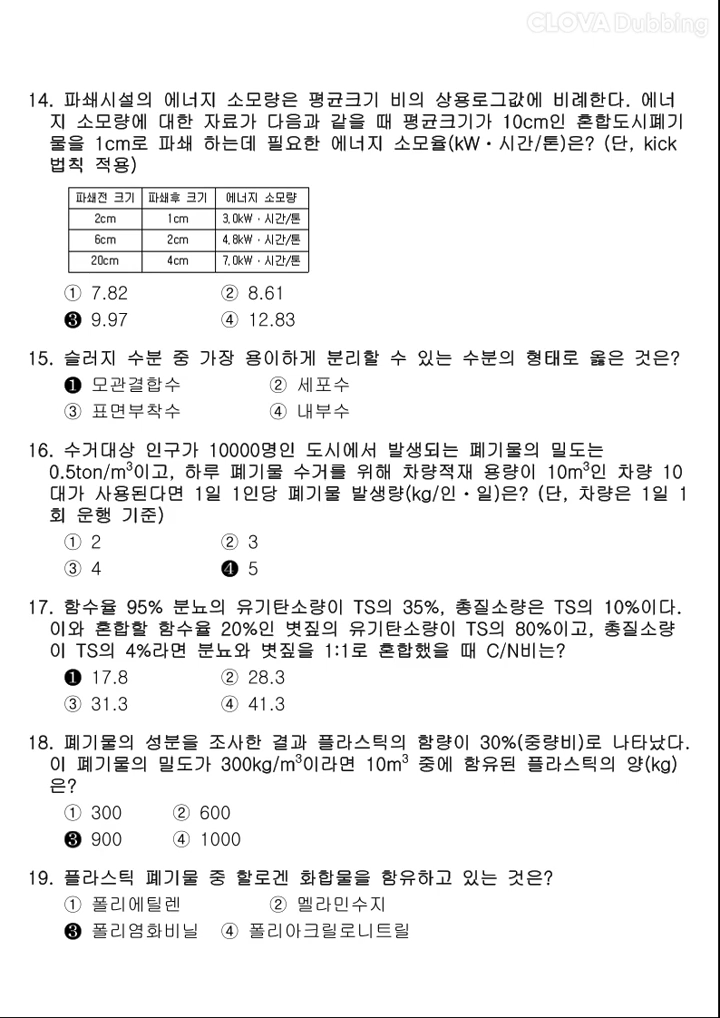 CLOVA Dubbing
14. 파쇄시설의 에너지 소모량은 평균크기 비의 상용로그값에 비례한다. 에너
지 소모량에 대한 자료가 다음과 같을 때 평균크기가 10cm인 혼합도시폐기
물을 1cm로 파쇄 하는데 필요한 에너지 소모율(kW·시간/톤)은? (단, kick
법칙 적용)
파쇄전 크기 파쇄후 크기 에너지 소모량
2cm 1cm 3.0kW·시간/톤
6cm 2cm 4.8kW·시간/톤
20cm 4cm 7.0kW·시간/톤
① 7.82 ② 8.61
❸ 9.97 ④ 12.83
15. 슬러지 수분 중 가장 용이하게 분리할 수 있는 수분의 형태로 옳은 것은?
❶ 모관결합수 ② 세포수
③ 표면부착수 ④ 내부수
16. 수거대상 인구가 10000명인 도시에서 발생되는 폐기물의 밀도는
0.5ton/m³이고, 하루 폐기물 수거를 위해 차량적재 용량이 10m³인 차량 10
대가 사용된다면 1일 1인당 폐기물 발생량(kg/인·일)은? (단, 차량은 1일 1
회 운행 기준)
① 2 ② 3
③ 4 ❹ 5
17. 함수율 95% 분뇨의 유기탄소량이 TS의 35%, 총질소량은 TS의 10%이다.
이와 혼합할 함수율 20%인 볏짚의 유기탄소량이 TS의 80%이고, 총질소량
이 TS의 4%라면 분뇨와 볏짚을 1:1로 혼합했을 때 C/N비는?
❶ 17.8 ② 28.3
③ 31.3 ④ 41.3
18. 폐기물의 성분을 조사한 결과 플라스틱의 함량이 30%(중량비)로 나타났다.
이 폐기물의 밀도가 300kg/m³이라면 10m³ 중에 함유된 플라스틱의 양(kg)
은?
① 300 ② 600
❸ 900 ④ 1000
19. 플라스틱 폐기물 중 할로겐 화합물을 함유하고 있는 것은?
① 폴리에틸렌 ② 멜라민수지
❸ 폴리염화비닐 ④ 폴리아크릴로니트릴